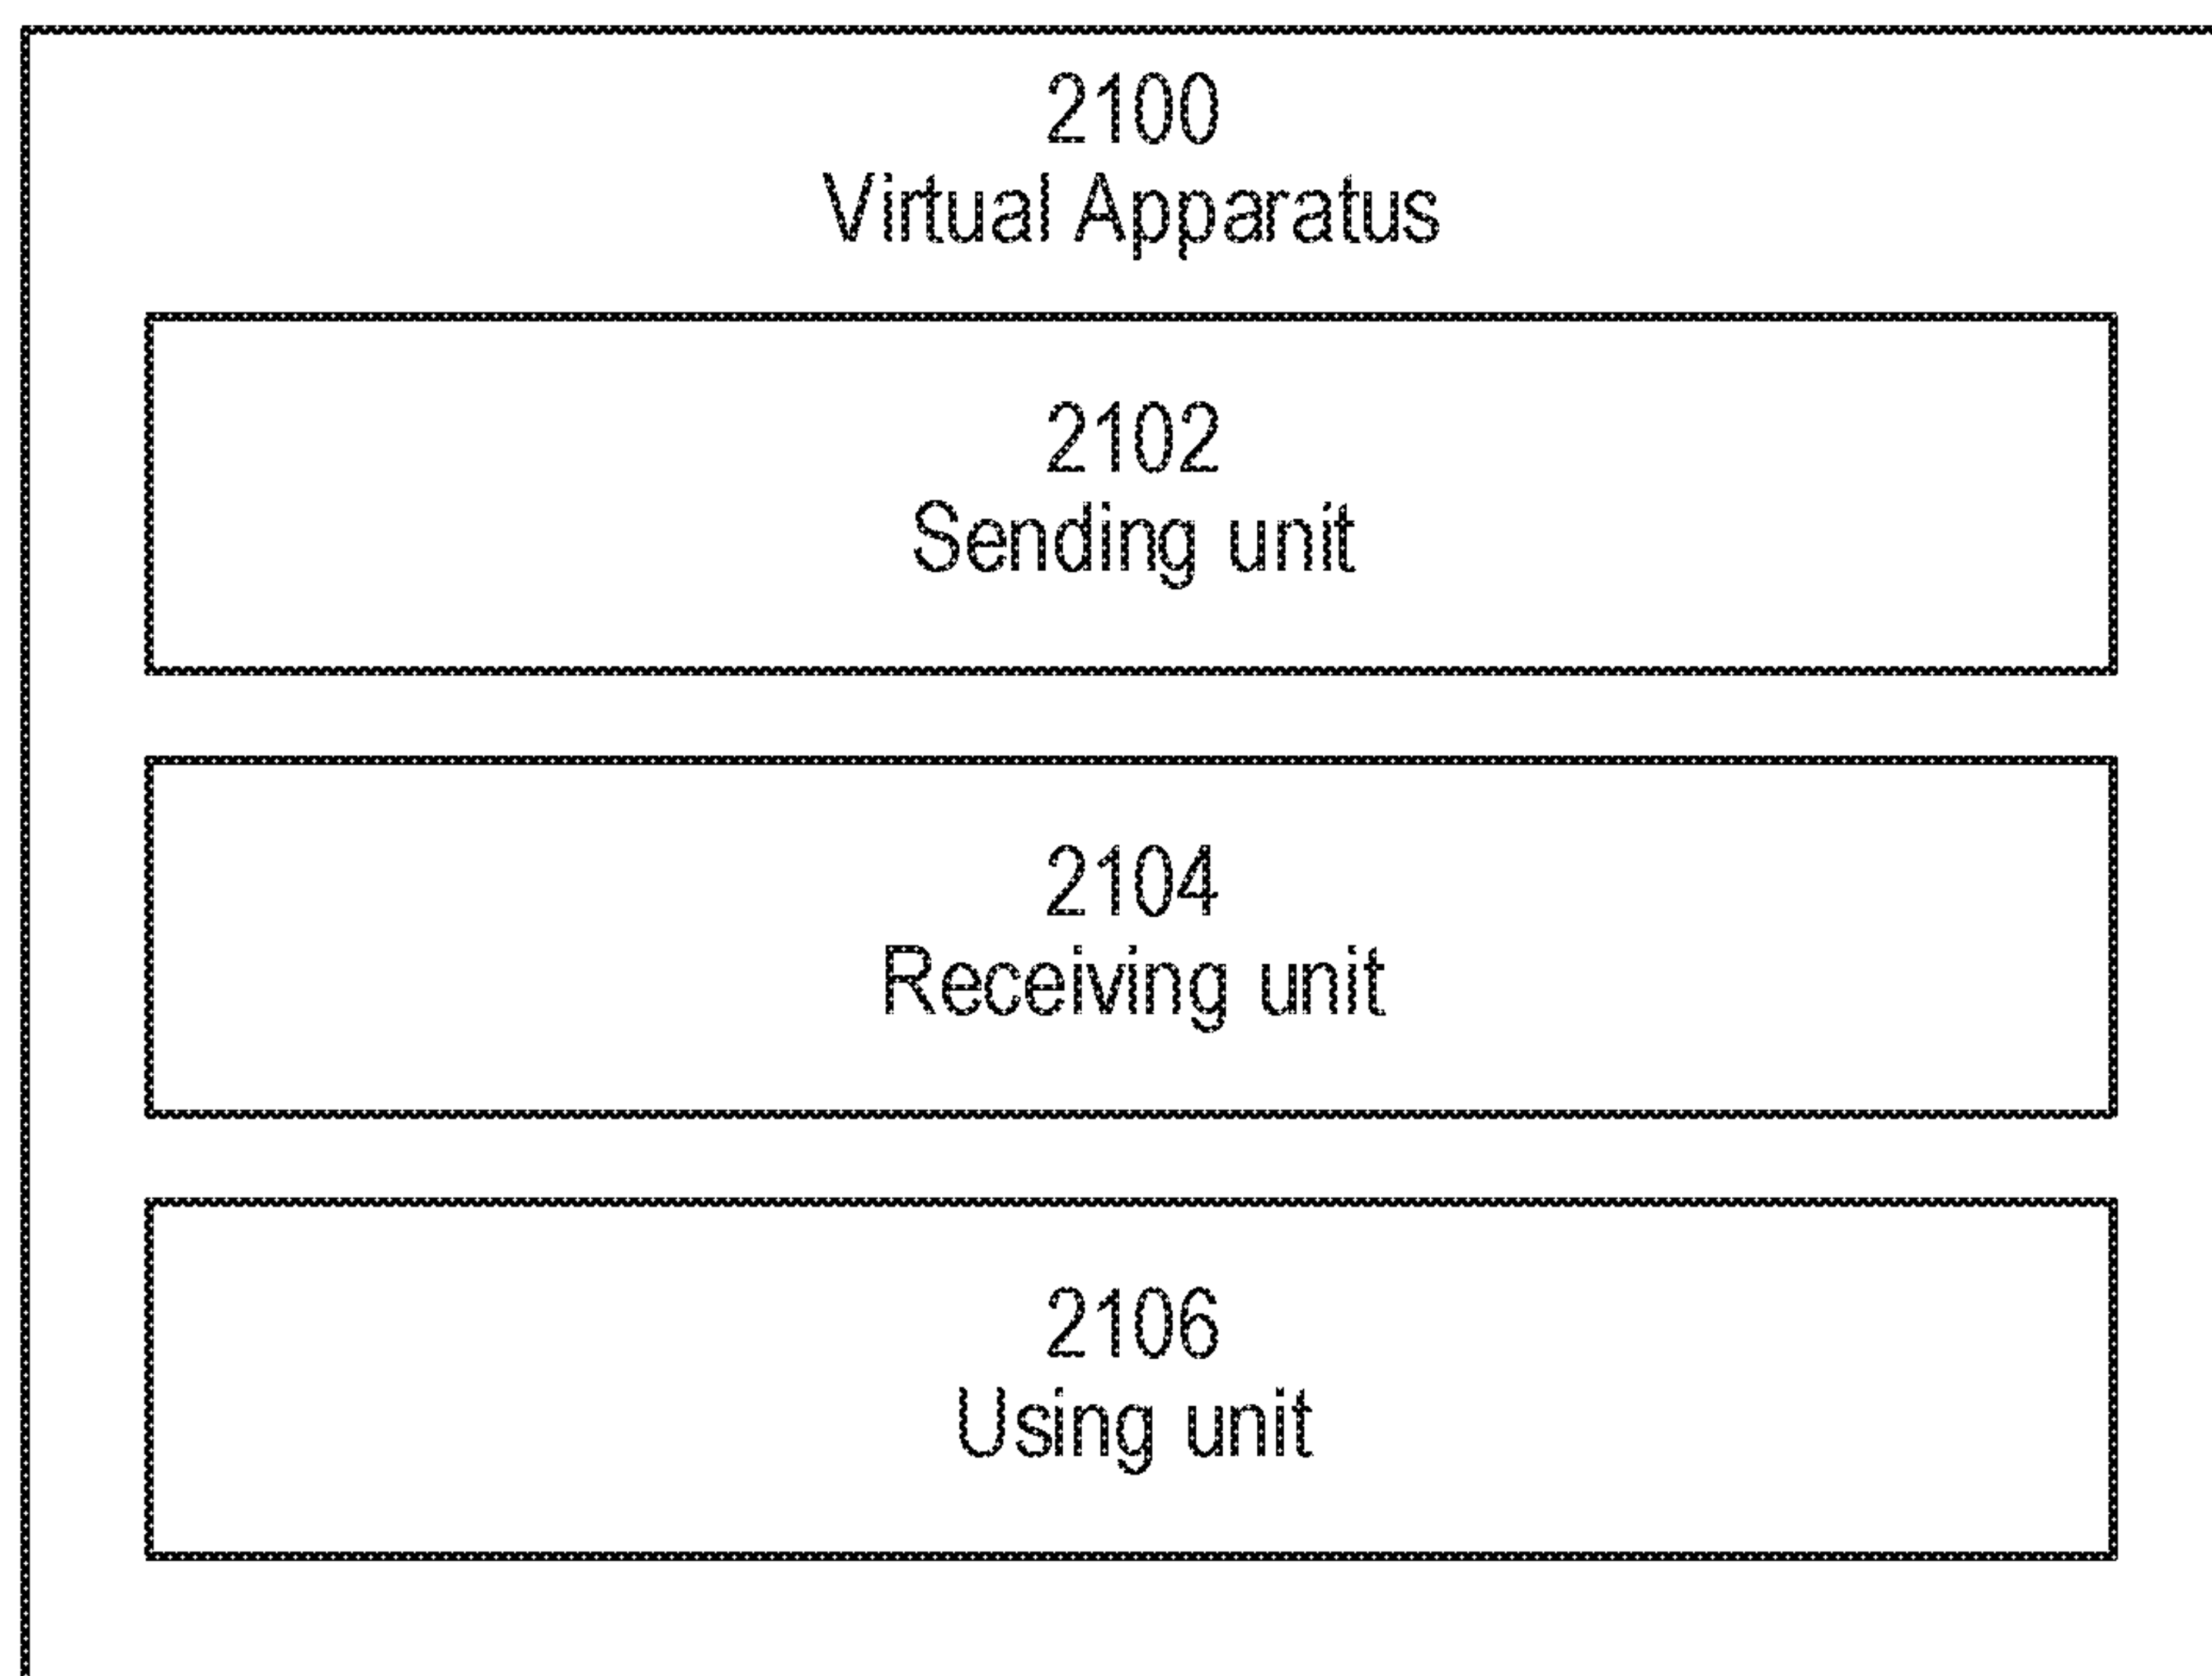 2100
Virtual Apparatus
2102
Sending unit
2104
Receiving unit
2106
Using unit